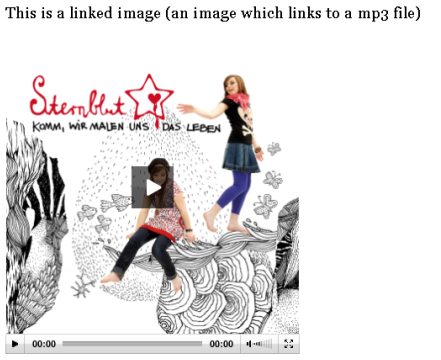 This is a linked image (an image which links to a mp3 file)
Sternblut
KOMM, WIR MALEN UNS DAS LEBEN
00:00 00:00